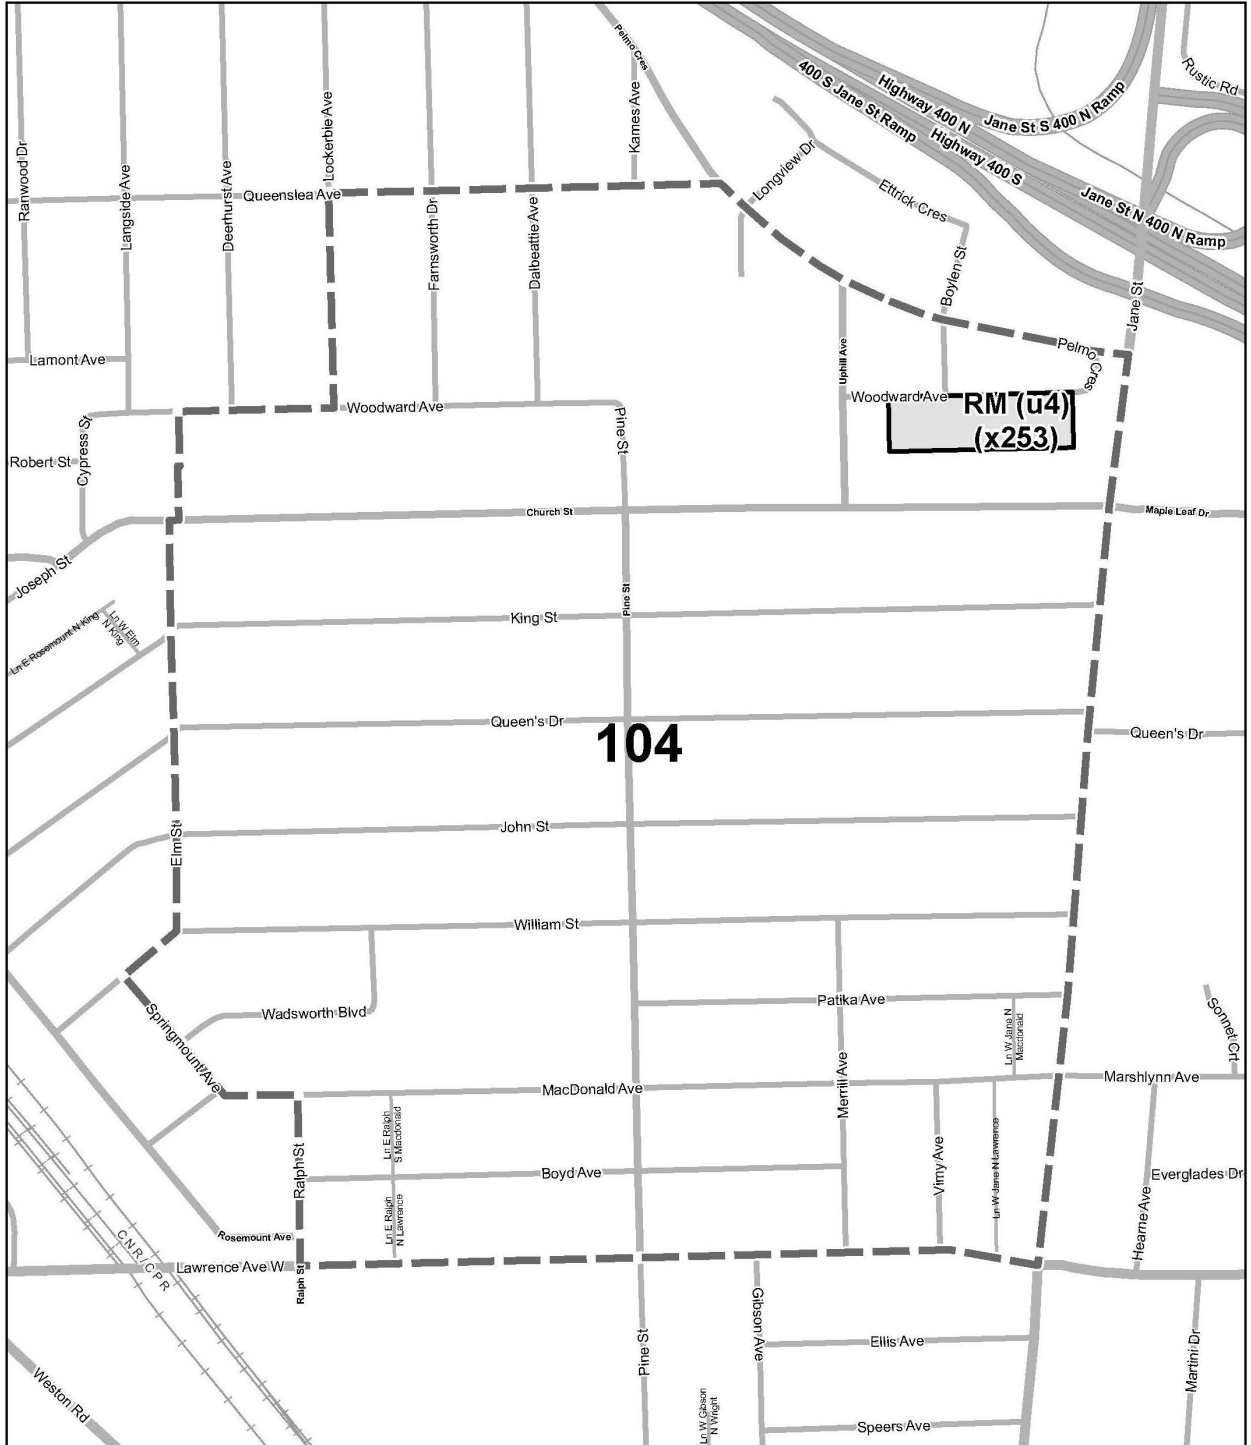 Pelmo Cres
400 S Jane St Ramp
Highway 400 N
Jane St S 400 N Ramp
Rustic Rd
Highway 400 S
Jane St N 400 N Ramp
Ranwood Dr
Langside Ave
Deerhurst Ave
Lockerbie Ave
Kames Ave
Longview Dr
Ettrick Cres
Queenslea Ave
Farnsworth Dr
Dalbeattie Ave
Boylen St
Jane St
Lamont Ave
Uphill Ave
Pelmo Cres
Woodward Ave
Woodward Ave
RM (u4)
(x253)
Cypress St
Pine St
Robert St
Church St
Maple Leaf Dr
Joseph St
Ln E Rosemount N King
Ln W Elm
N King
King St
Pine St
Queen's Dr
104
Queen's Dr
John St
Elm St
William St
Springmount Ave
Wadsworth Blvd
Patika Ave
Ln W Jane N
Macdonald
Sonnet Crt
MacDonald Ave
Merrill Ave
Marshlynn Ave
Ln E Ralph
S Macdonald
Ralph St
Boyd Ave
Vimy Ave
Ln W Jane N Lawrence
Everglades Dr
Hearne Ave
Ln E Ralph
N Lawrence
Rosemount Ave
CNR/CPR
Lawrence Ave W
Ralph St
Pine St
Gibson Ave
Ellis Ave
Martini Dr
Weston Rd
Ln W Gibson
N Wright
Speers Ave